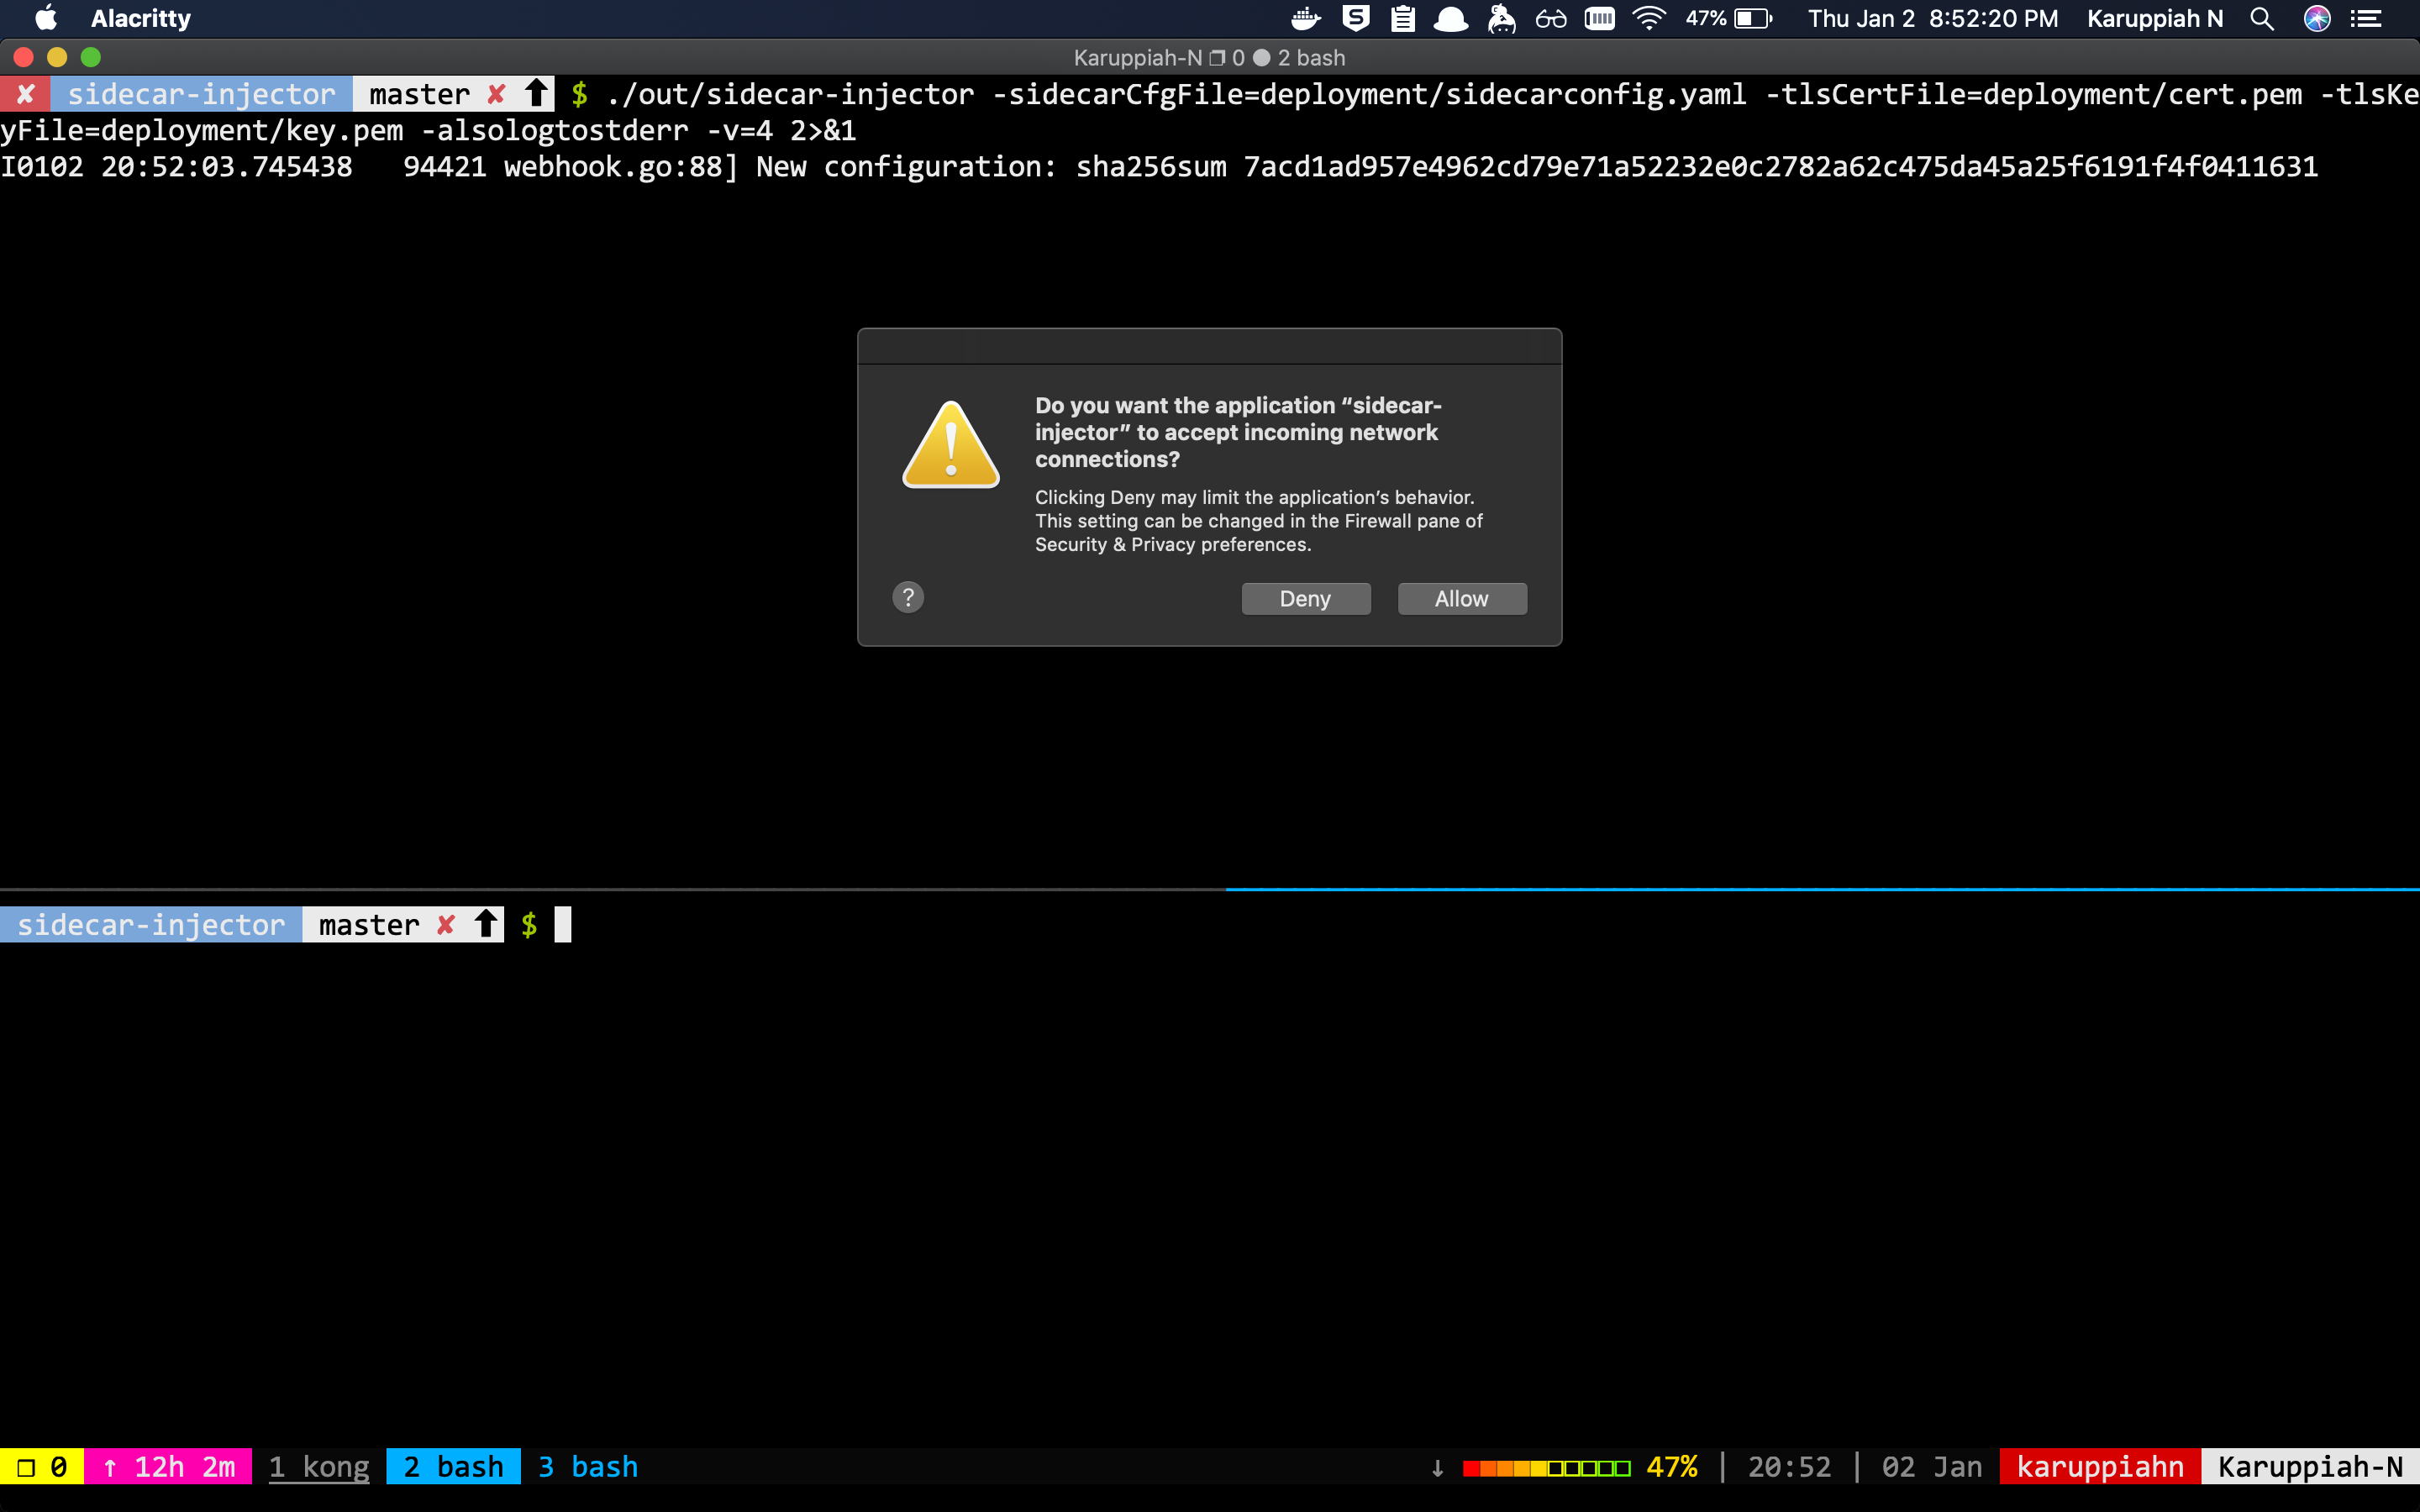 Alacritty 47% Thu Jan 2 8:52:20 PM Karuppiah N
Karuppiah-N ❐ 0 ● 2 bash
✘ sidecar-injector master ✘ ⬆ $ ./out/sidecar-injector -sidecarCfgFile=deployment/sidecarconfig.yaml -tlsCertFile=deployment/cert.pem -tlsKe
yFile=deployment/key.pem -alsologtostderr -v=4 2>&1
I0102 20:52:03.745438   94421 webhook.go:88] New configuration: sha256sum 7acd1ad957e4962cd79e71a52232e0c2782a62c475da45a25f6191f4f0411631
Do you want the application “sidecar-
injector” to accept incoming network
connections?
Clicking Deny may limit the application’s behavior.
This setting can be changed in the Firewall pane of
Security & Privacy preferences.
? Deny Allow
sidecar-injector master ✘ ⬆ $
❐ 0 ↑ 12h 2m 1 kong 2 bash 3 bash ↓ 47% | 20:52 | 02 Jan karuppiahn Karuppiah-N